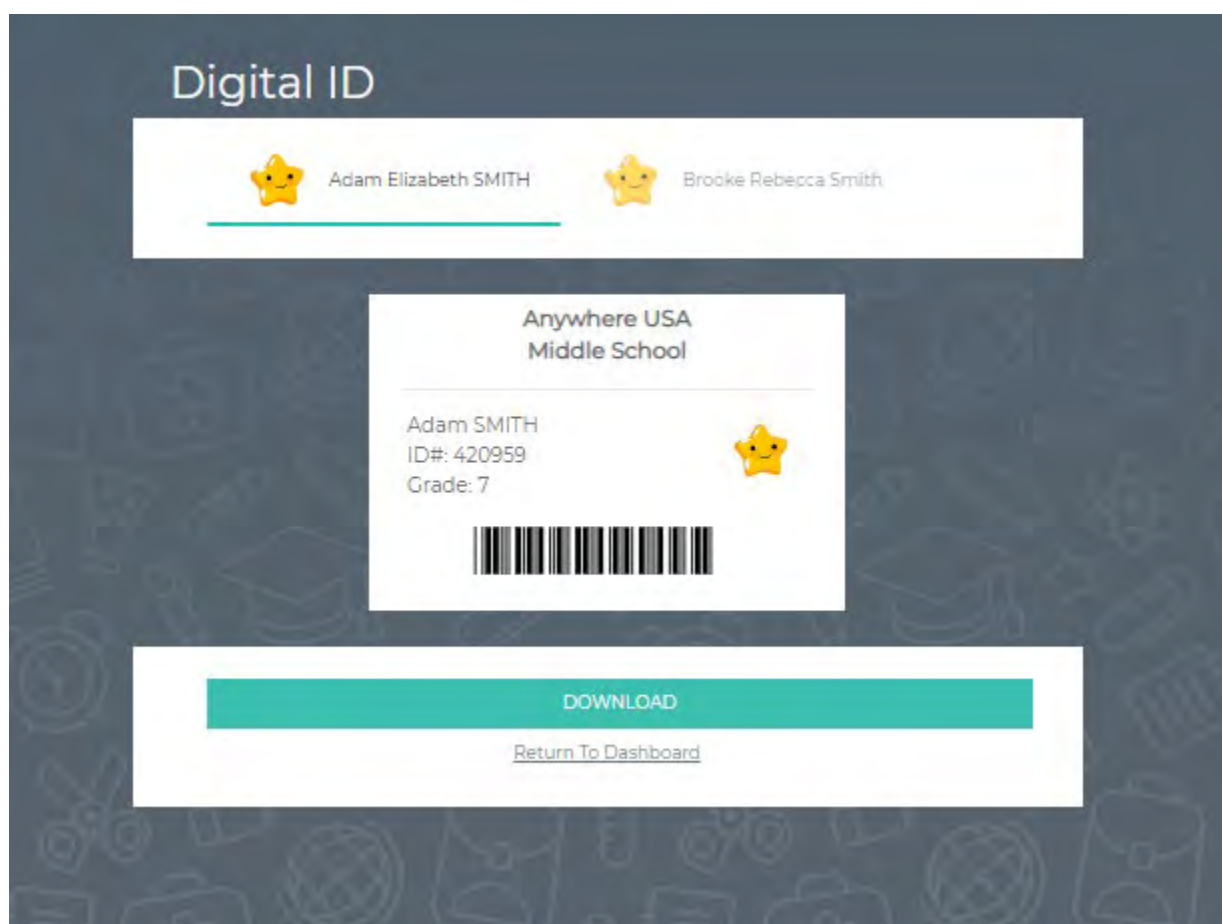 Digital ID
Adam Elizabeth SMITH
Brooke Rebecca Smith
Anywhere USA
Middle School
Adam SMITH
ID#: 420959
Grade: 7
DOWNLOAD
Return To Dashboard